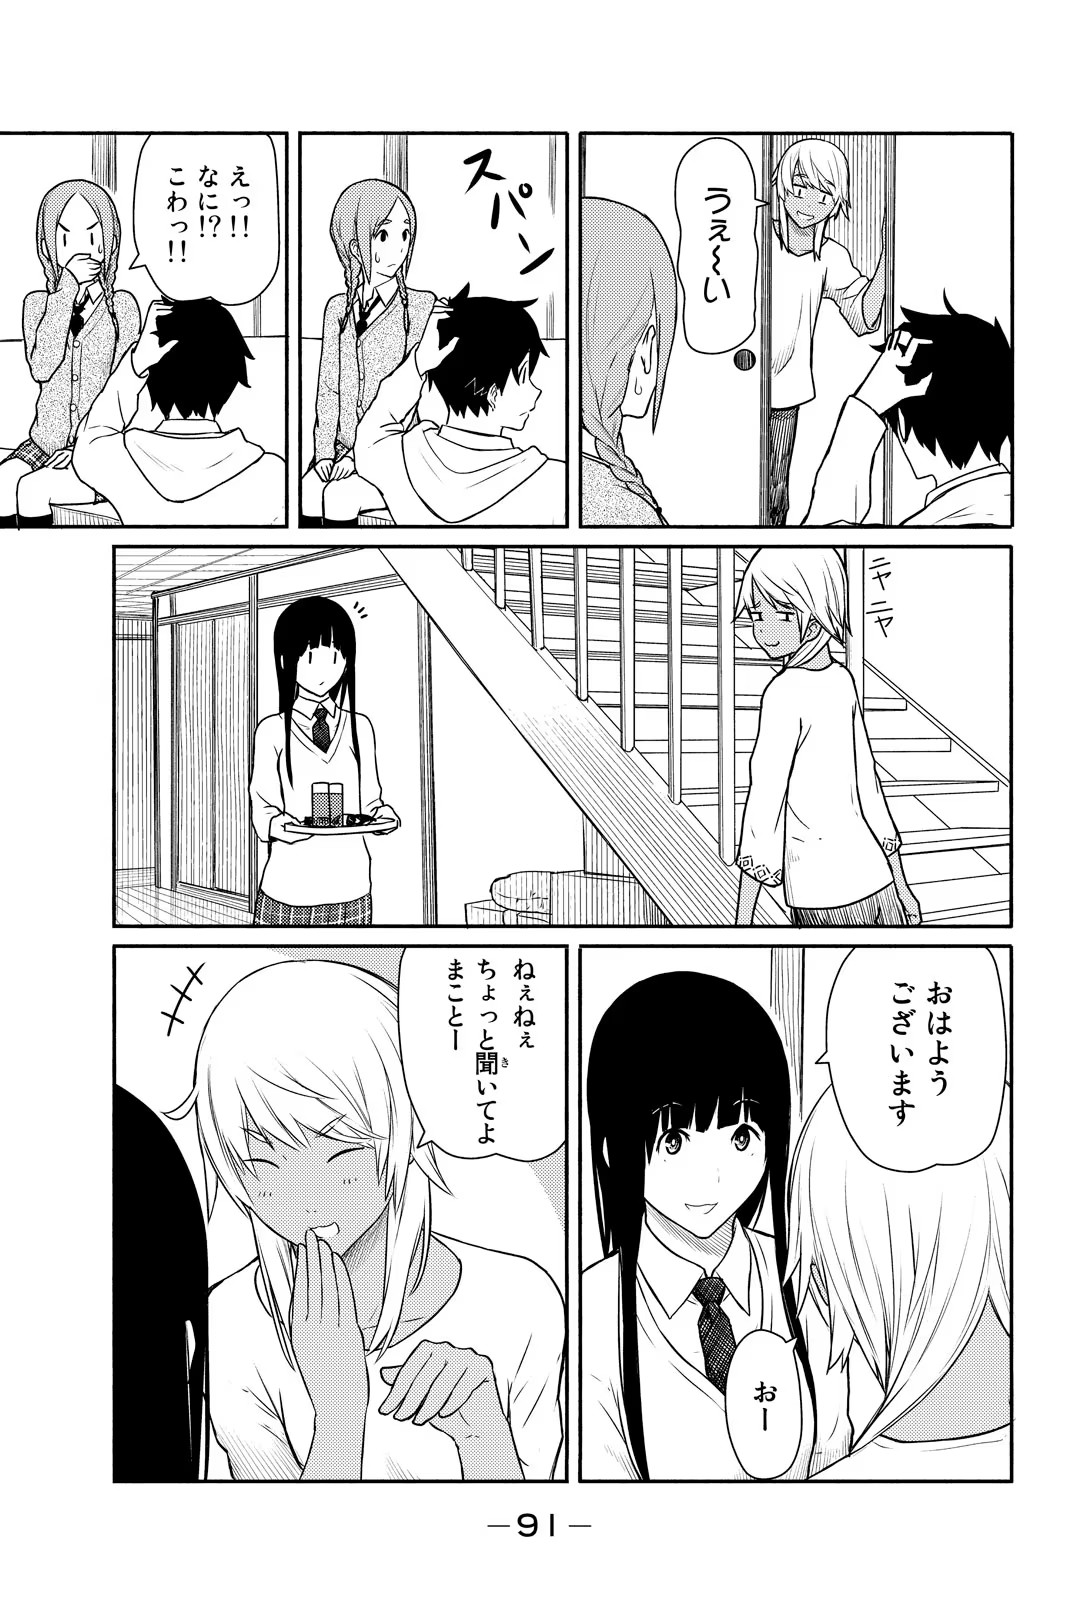 うぇ〜い
スパン
えっ!!
なに!?
こわっ!!
ニヤニヤ
おはよう
ございます
おー
ねぇねぇ
ちょっと聞いてよ
き
まことー
—91—